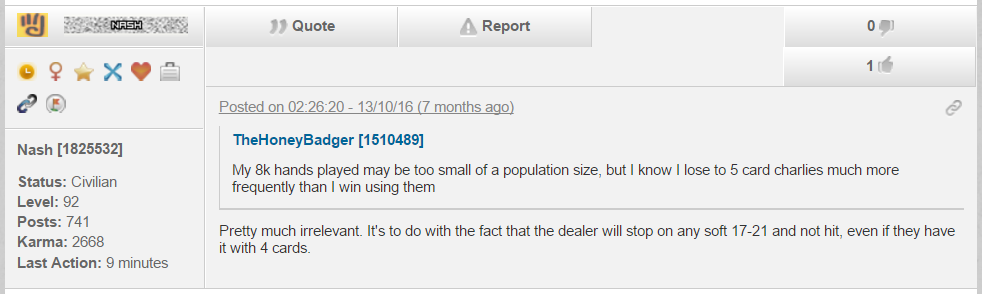 NASH
Quote
Report
0
1
Nash [1825532]
Status: Civilian
Level: 92
Posts: 741
Karma: 2668
Last Action: 9 minutes
Posted on 02:26:20 - 13/10/16 (7 months ago)
TheHoneyBadger [1510489]
My 8k hands played may be too small of a population size, but I know I lose to 5 card charlies much more
frequently than I win using them
Pretty much irrelevant. It's to do with the fact that the dealer will stop on any soft 17-21 and not hit, even if they have
it with 4 cards.